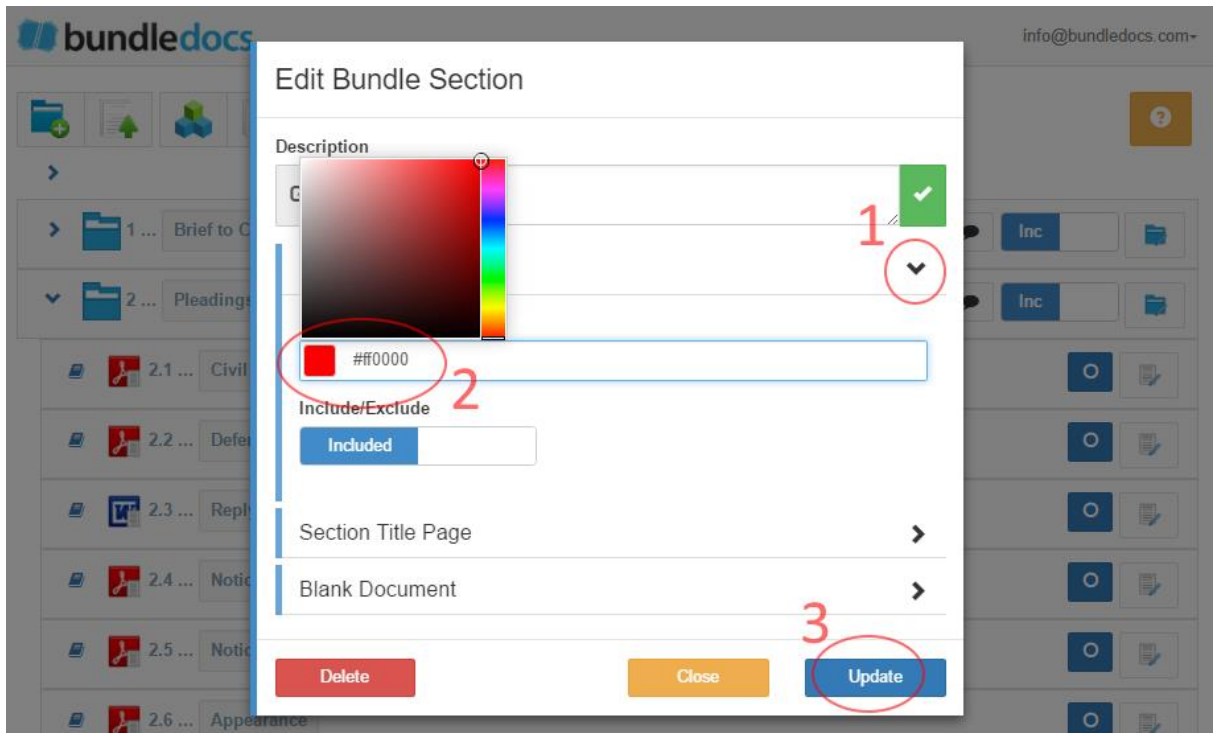 bundledocs
info@bundledocs.com
Edit Bundle Section
Description
G
1
1 ... Brief to C
Inc
2 ... Pleadings
Inc
#ff0000
2
2.1 ... Civil
O
Include/Exclude
Included
2.2 ... Defen
O
2.3 ... Reply
O
Section Title Page
2.4 ... Notic
O
Blank Document
3
2.5 ... Notic
O
Delete
Close
Update
2.6 ... Appearance
O